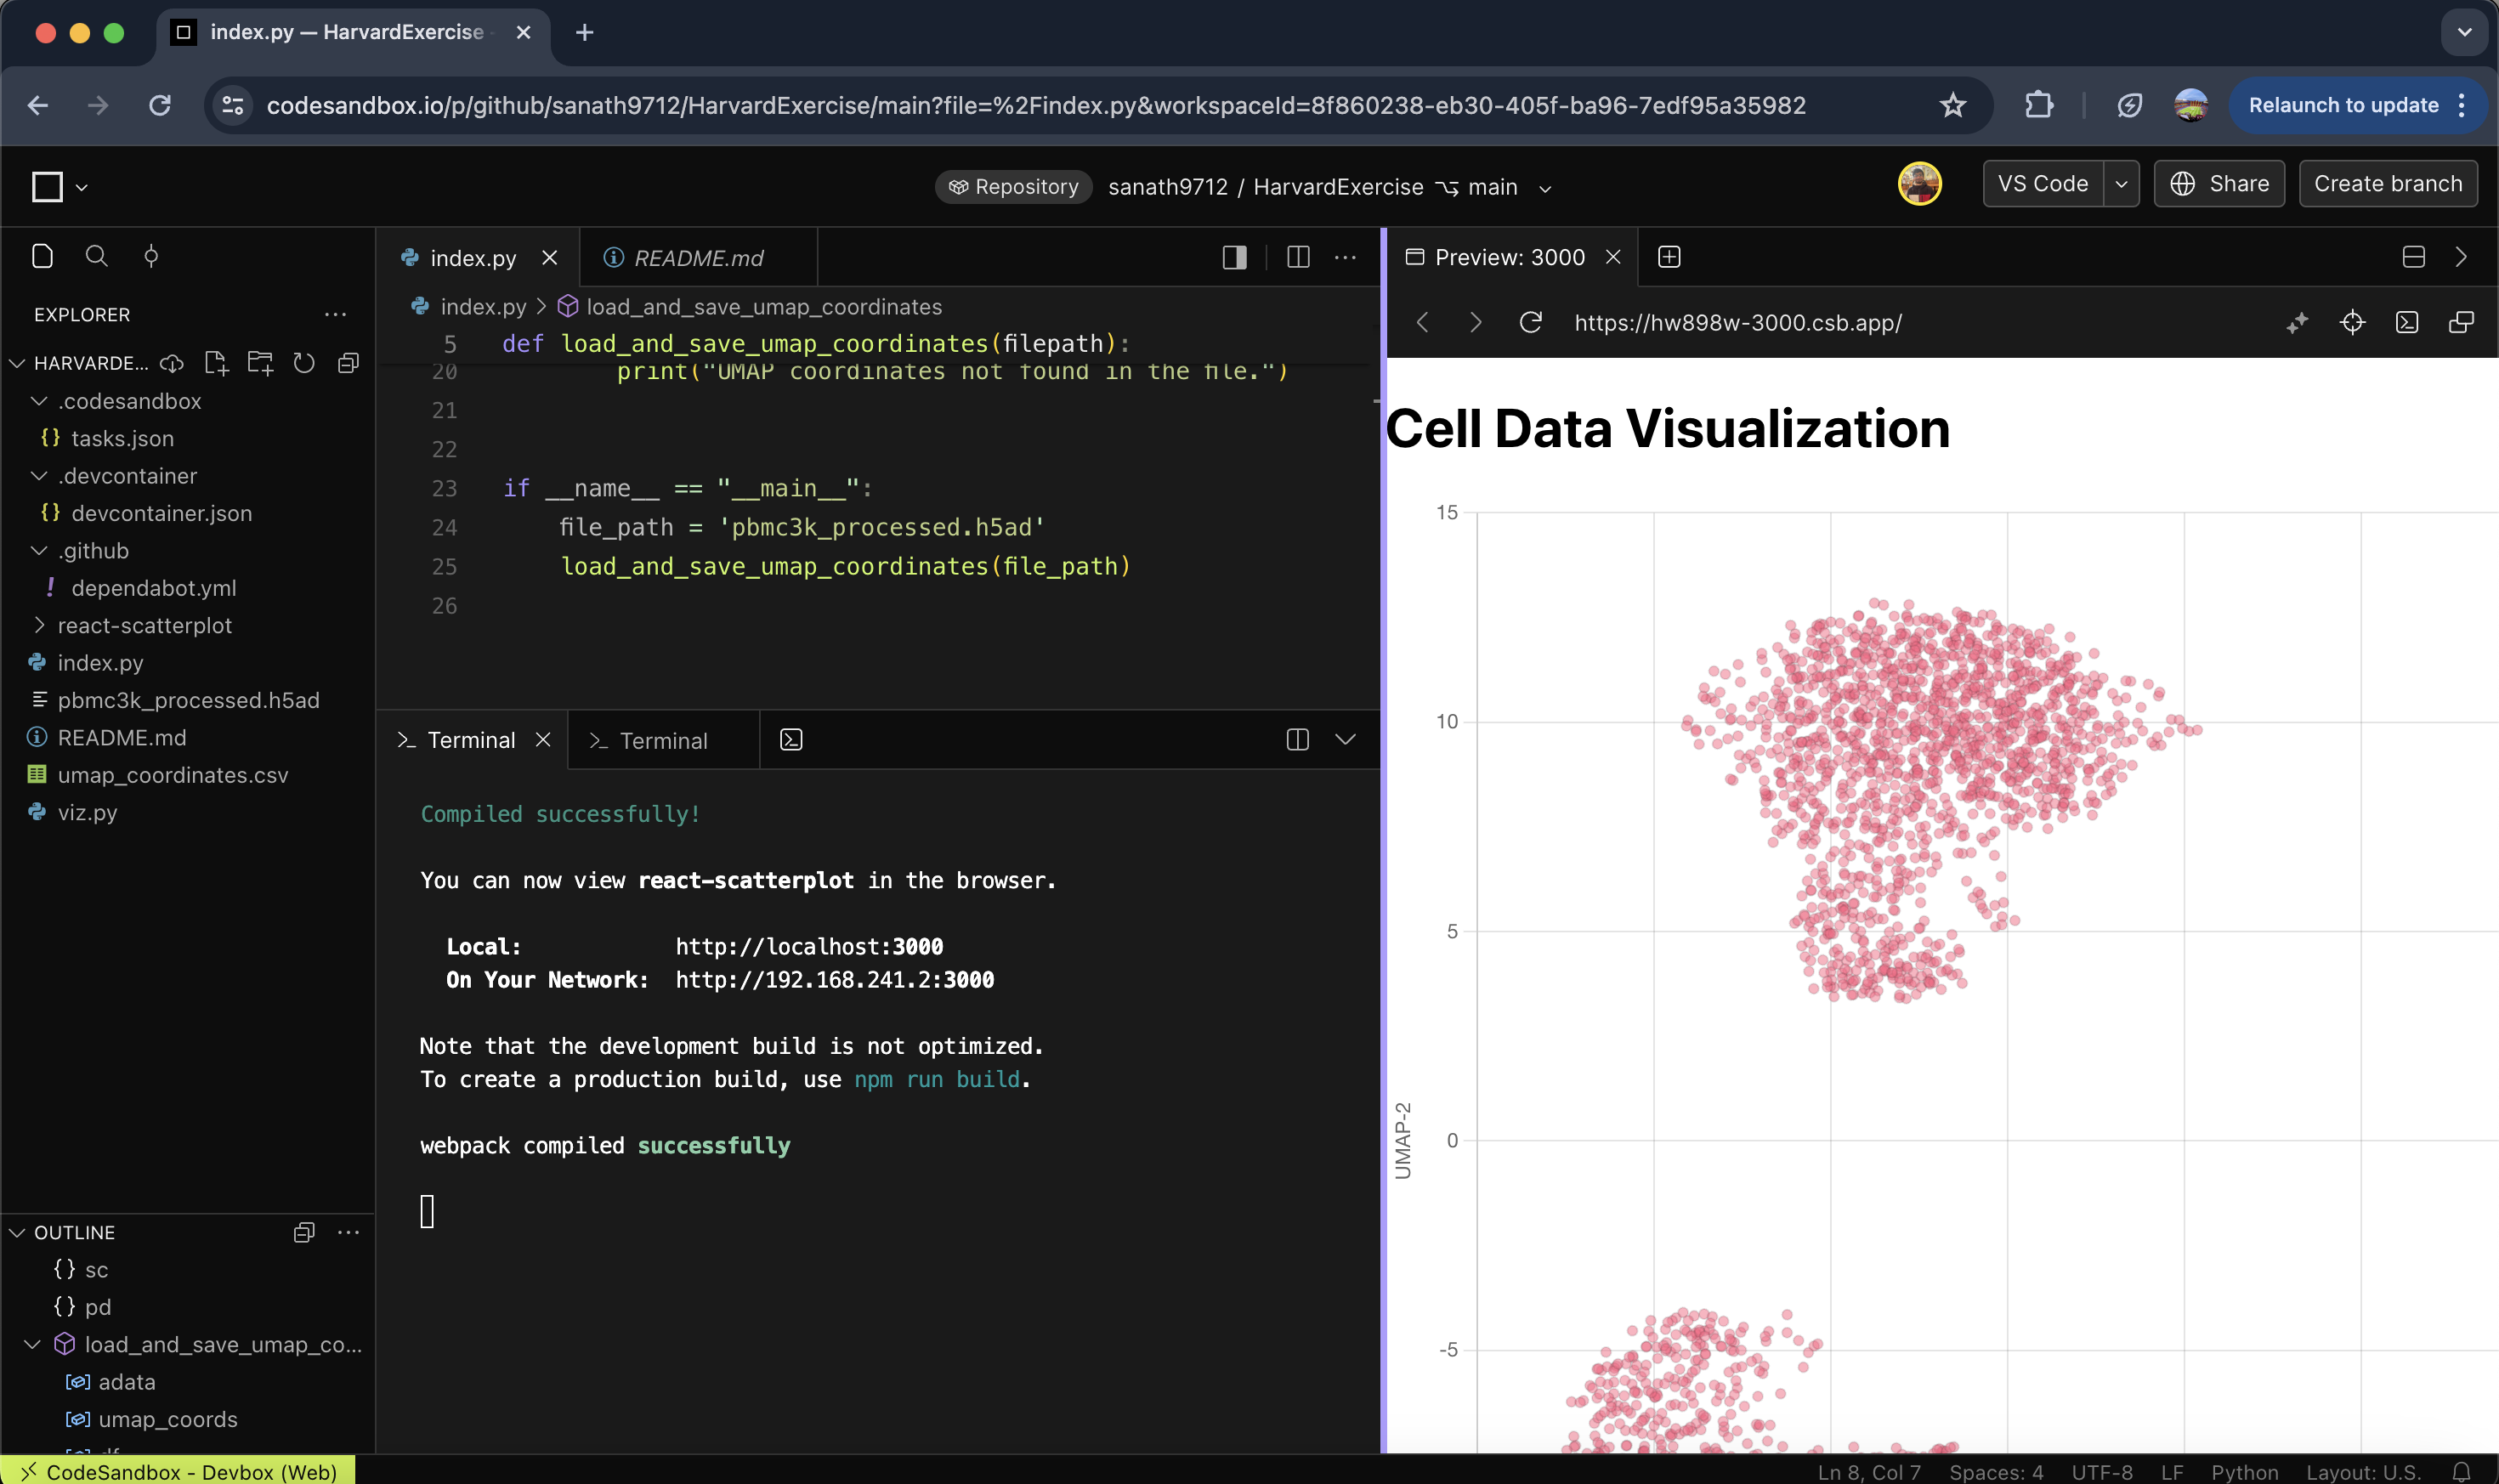 index.py — HarvardExercise
codesandbox.io/p/github/sanath9712/HarvardExercise/main?file=%2Findex.py&workspaceId=8f860238-eb30-405f-ba96-7edf95a35982
Relaunch to update
Repository sanath9712 / HarvardExercise main
VS Code
Share
Create branch
EXPLORER
HARVARDE...
.codesandbox
tasks.json
.devcontainer
devcontainer.json
.github
dependabot.yml
react-scatterplot
index.py
pbmc3k_processed.h5ad
README.md
umap_coordinates.csv
viz.py
OUTLINE
sc
pd
load_and_save_umap_co...
adata
umap_coords
index.py
README.md
index.py > load_and_save_umap_coordinates
5 def load_and_save_umap_coordinates(filepath):
20 print("UMAP coordinates not found in the file.")
21
22
23 if __name__ == "__main__":
24 file_path = 'pbmc3k_processed.h5ad'
25 load_and_save_umap_coordinates(file_path)
26
Terminal
Terminal
Compiled successfully!
You can now view react-scatterplot in the browser.
Local: http://localhost:3000
On Your Network: http://192.168.241.2:3000
Note that the development build is not optimized.
To create a production build, use npm run build.
webpack compiled successfully
Preview: 3000
https://hw898w-3000.csb.app/
Cell Data Visualization
15
10
5
0
-5
UMAP-2
CodeSandbox - Devbox (Web)
Ln 8, Col 7
Spaces: 4
UTF-8
LF
Python
Layout: U.S.